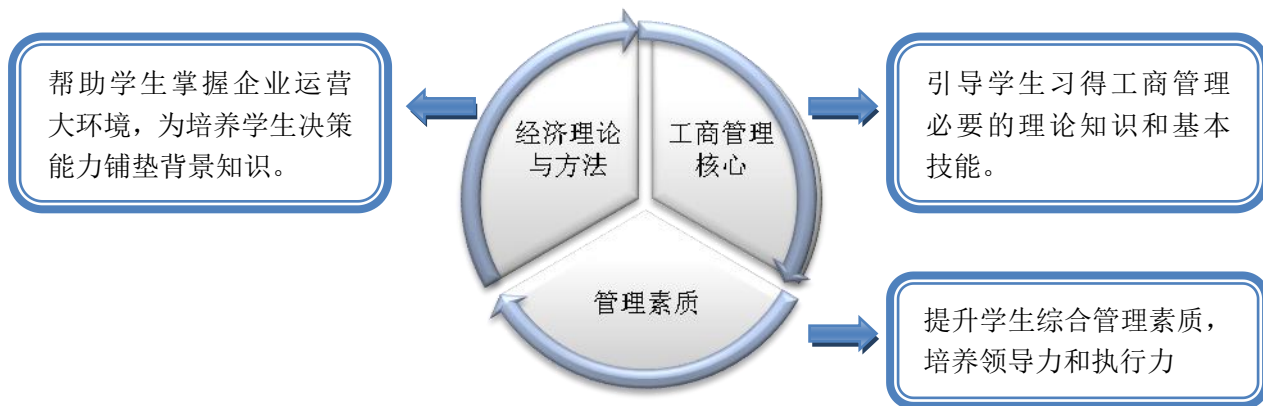 帮助学生掌握企业运营
大环境，为培养学生决策
能力铺垫背景知识。
经济理论
与方法
工商管理
核心
引导学生习得工商管理
必要的理论知识和基本
技能。
管理素质
提升学生综合管理素质，
培养领导力和执行力